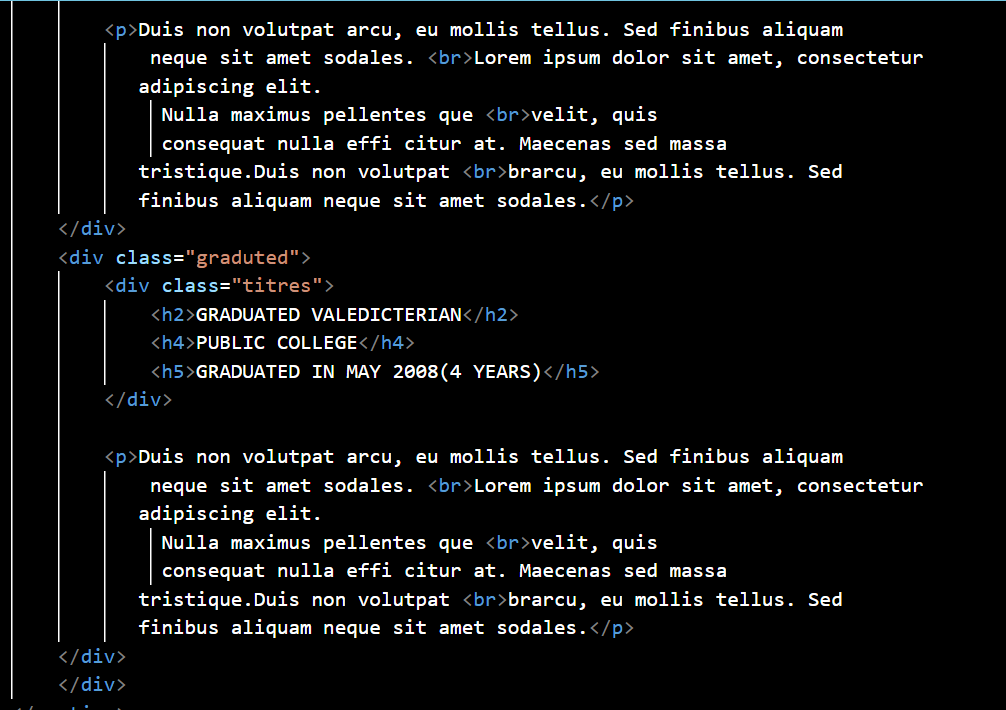 <p>Duis non volutpat arcu, eu mollis tellus. Sed finibus aliquam
neque sit amet sodales. <br>Lorem ipsum dolor sit amet, consectetur
adipiscing elit.
Nulla maximus pellentes que <br>velit, quis
consequat nulla effi citur at. Maecenas sed massa
tristique.Duis non volutpat <br>brarcu, eu mollis tellus. Sed
finibus aliquam neque sit amet sodales.</p>
</div>
<div class="graduted">
<div class="titres">
<h2>GRADUATED VALEDICTERIAN</h2>
<h4>PUBLIC COLLEGE</h4>
<h5>GRADUATED IN MAY 2008(4 YEARS)</h5>
</div>
<p>Duis non volutpat arcu, eu mollis tellus. Sed finibus aliquam
neque sit amet sodales. <br>Lorem ipsum dolor sit amet, consectetur
adipiscing elit.
Nulla maximus pellentes que <br>velit, quis
consequat nulla effi citur at. Maecenas sed massa
tristique.Duis non volutpat <br>brarcu, eu mollis tellus. Sed
finibus aliquam neque sit amet sodales.</p>
</div>
</div>